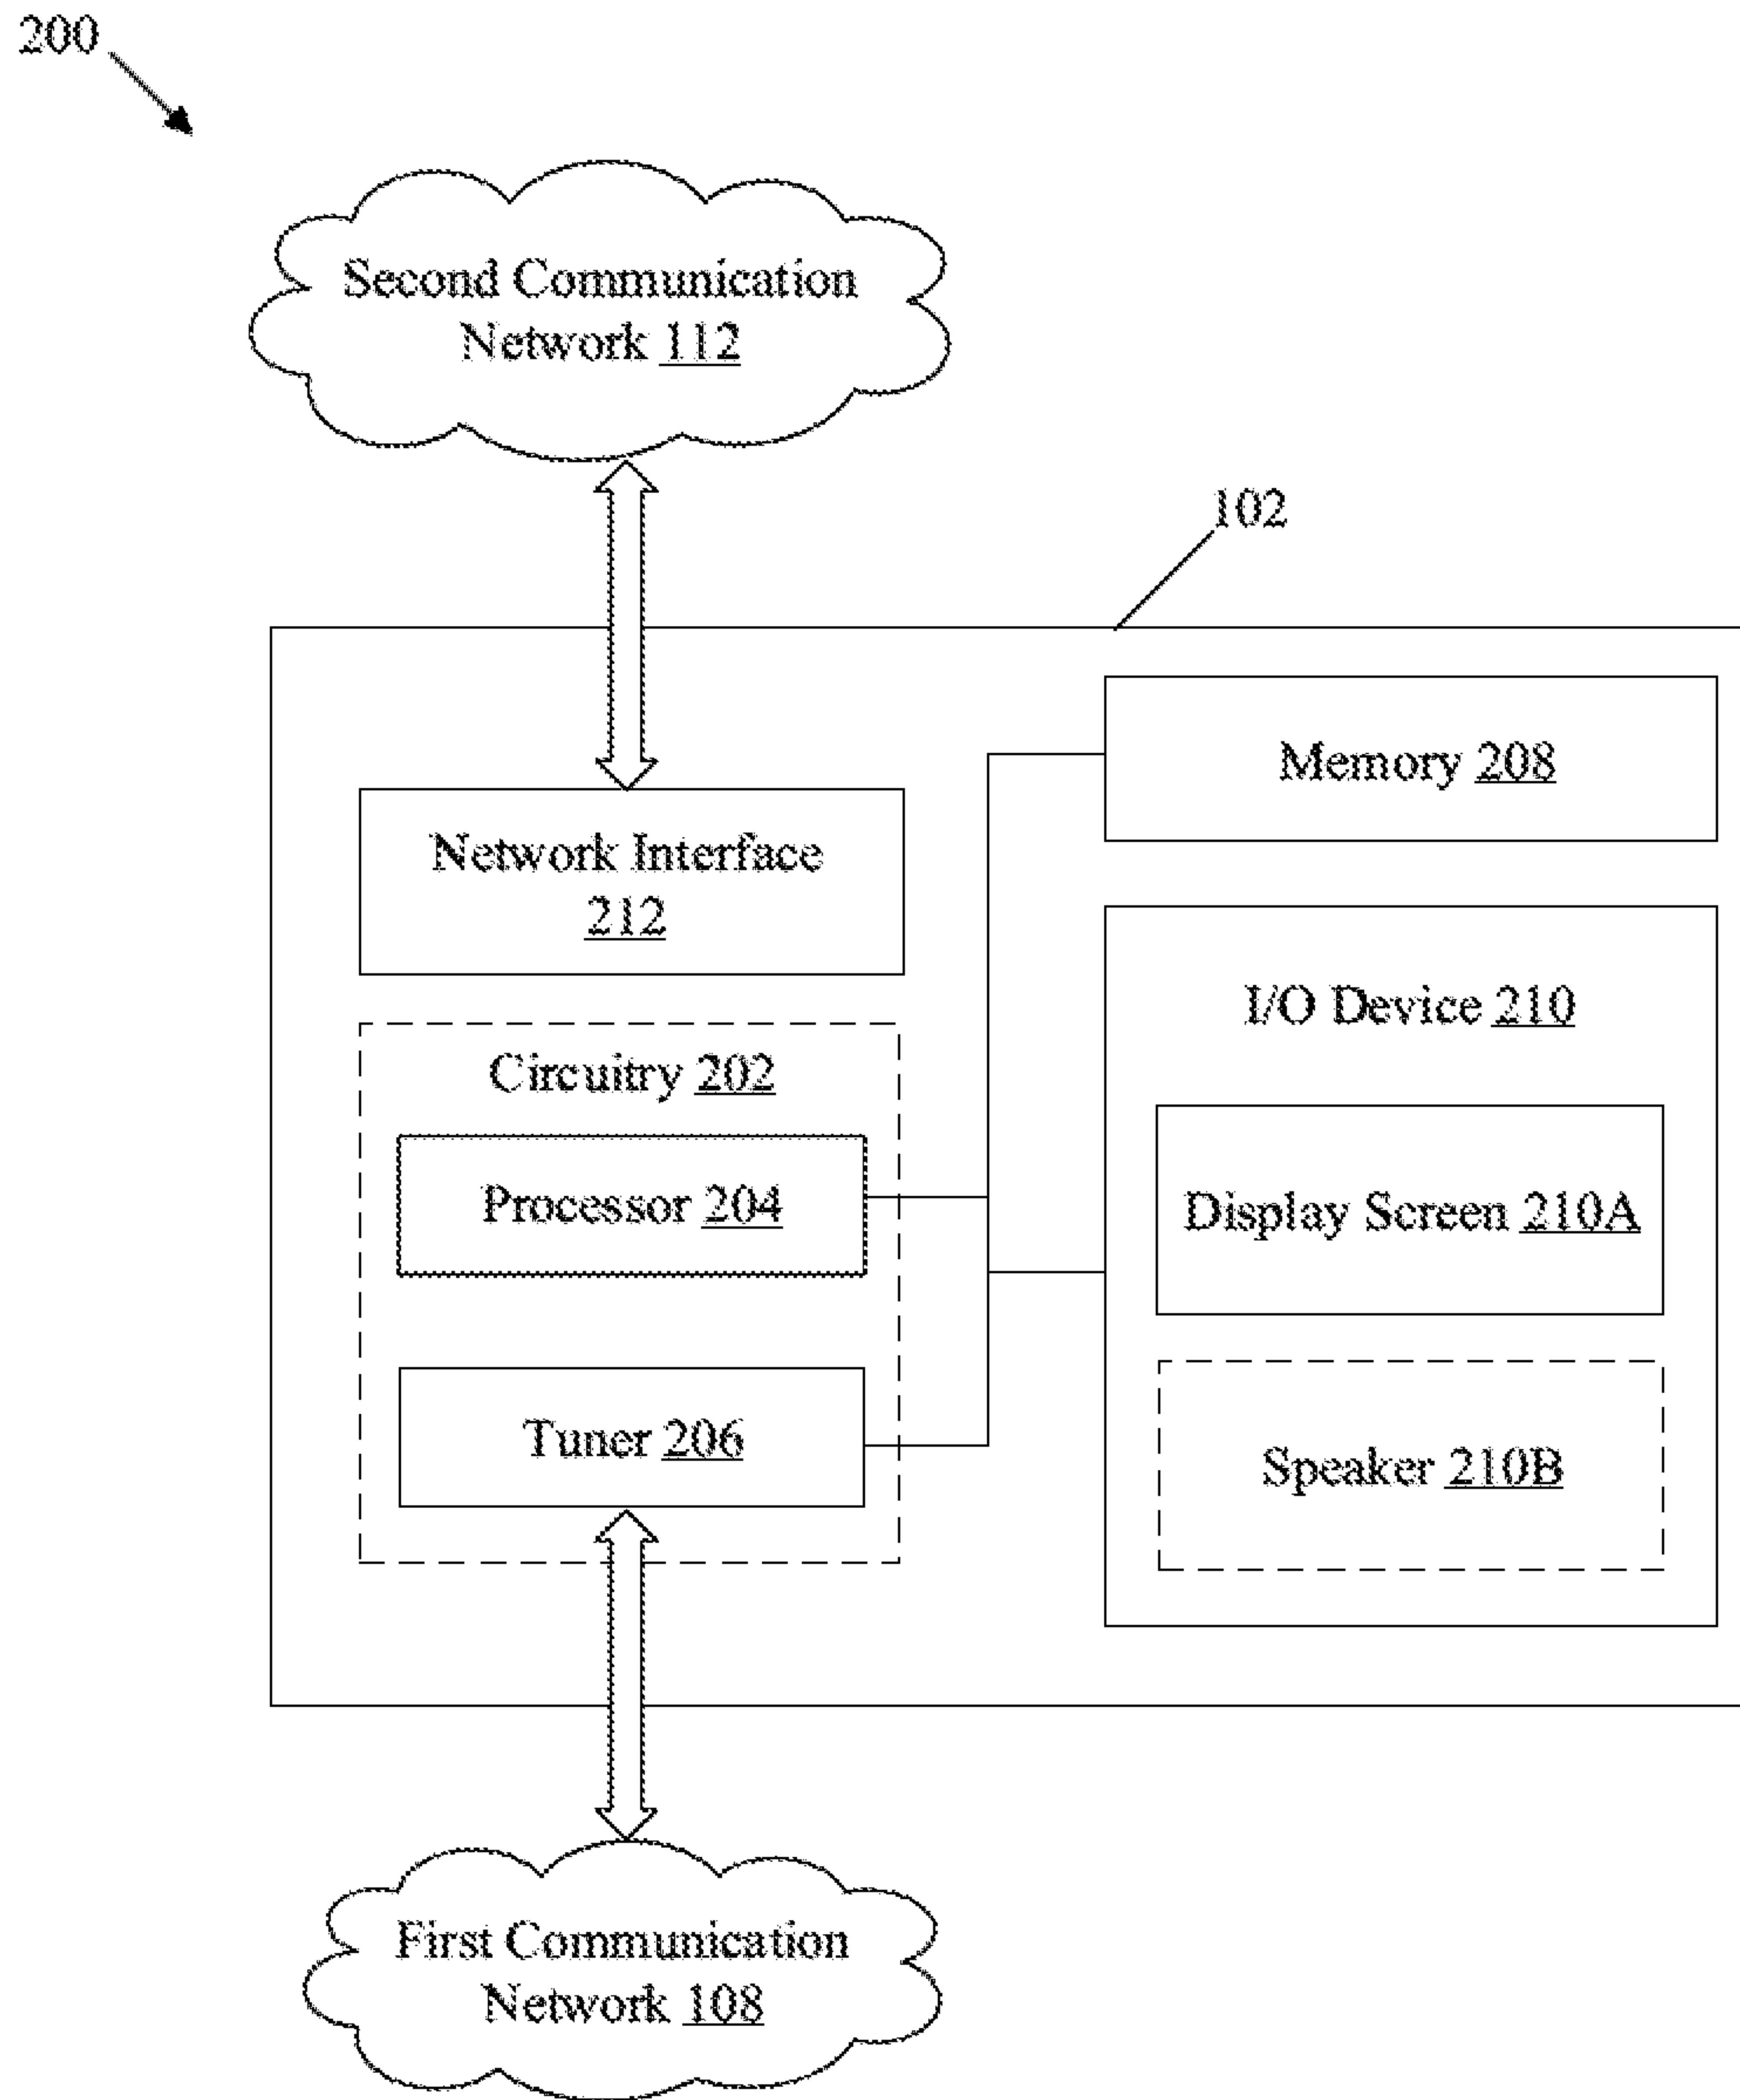 200
Second Communication
Network 112
102
Network Interface
212
Memory 208
I/O Device 210
Circuitry 202
Processor 204
Display Screen 210A
Tuner 206
Speaker 210B
First Communication
Network 108